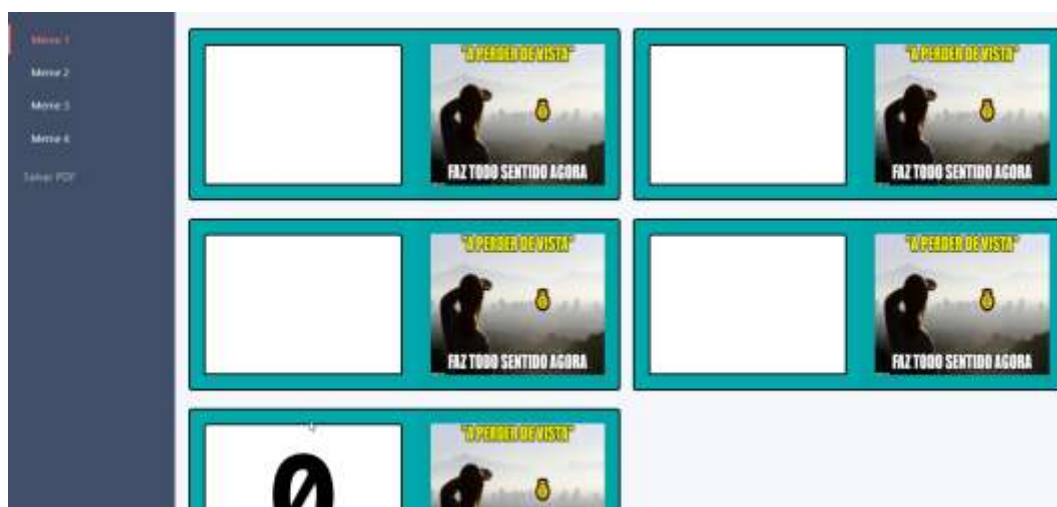 Meme 1
Meme 2
Meme 3
Meme 4
Salvar PDF
"A PERDER DE VISTA"
FAZ TODO SENTIDO AGORA
"A PERDER DE VISTA"
FAZ TODO SENTIDO AGORA
"A PERDER DE VISTA"
FAZ TODO SENTIDO AGORA
"A PERDER DE VISTA"
FAZ TODO SENTIDO AGORA
0
"A PERDER DE VISTA"